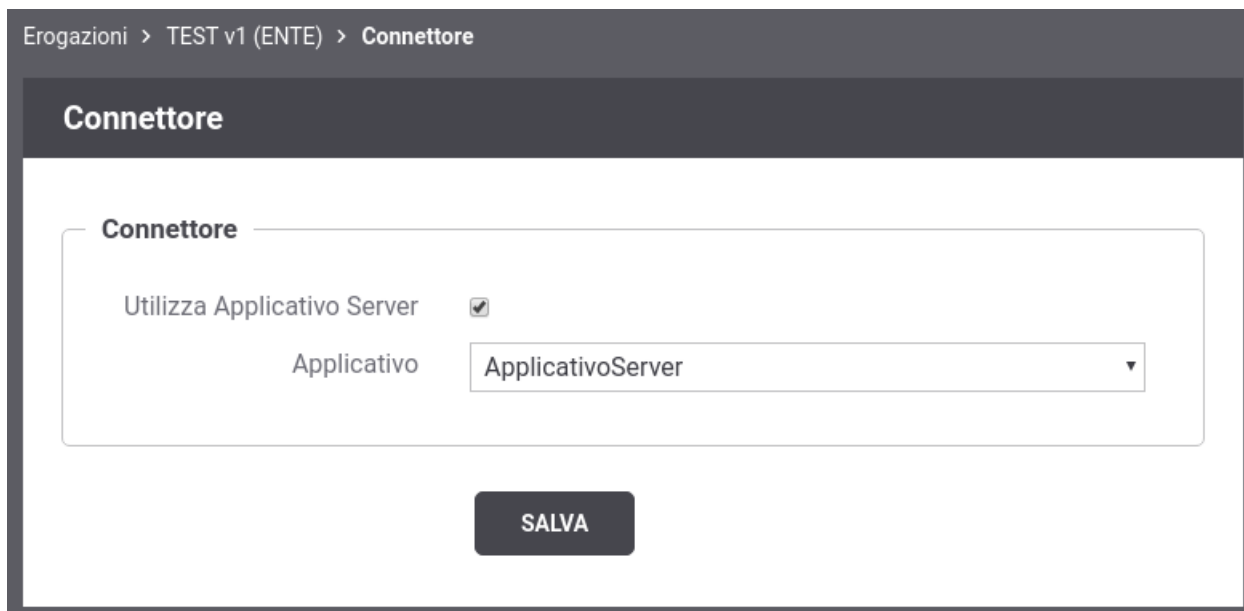 Erogazioni > TEST v1 (ENTE) > Connettore
Connettore
Connettore
Utilizza Applicativo Server
Applicativo ApplicativoServer
SALVA